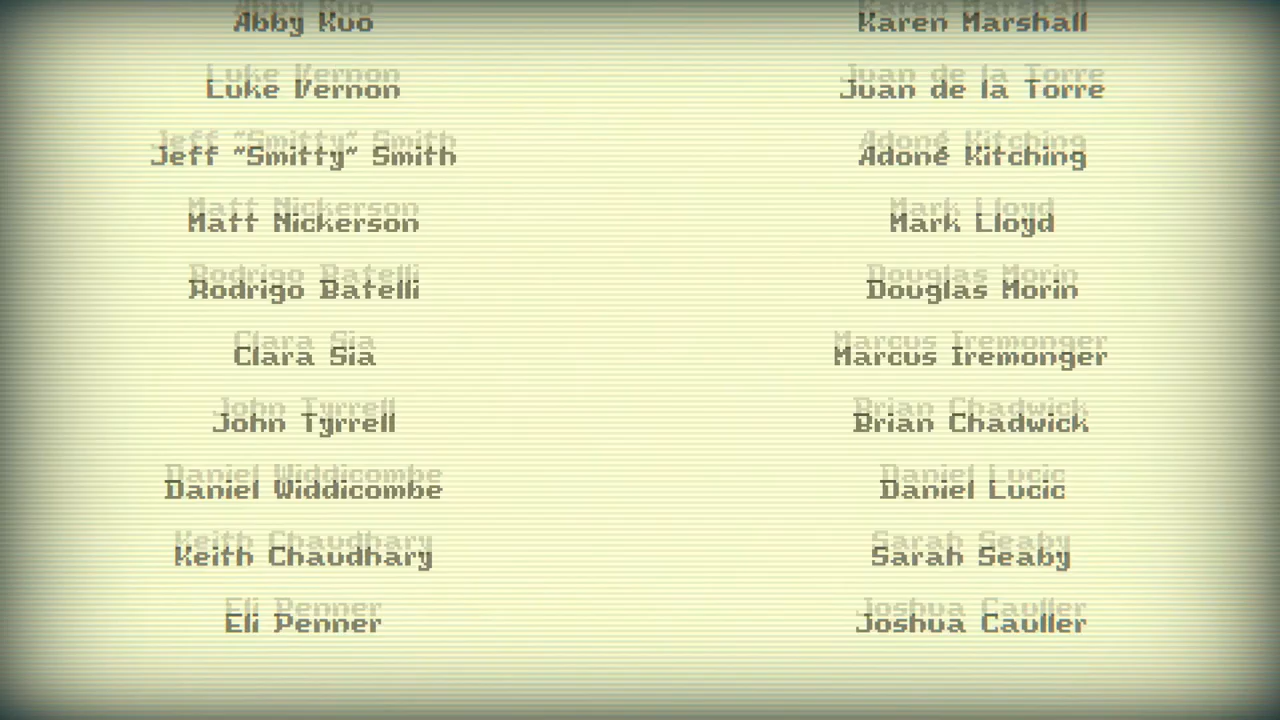 Abby Kuo
Karen Marshall
Luke Vernon
Juan de la Torre
Jeff "Smitty" Smith
Adoné Kitching
Matt Nickerson
Mark Lloyd
Rodrigo Batelli
Douglas Morin
Clara Sia
Marcus Iremonger
John Tyrrell
Brian Chadwick
Daniel Widdicombe
Daniel Lucic
Keith Chaudhary
Sarah Seaby
Eli Penner
Joshua Cauller